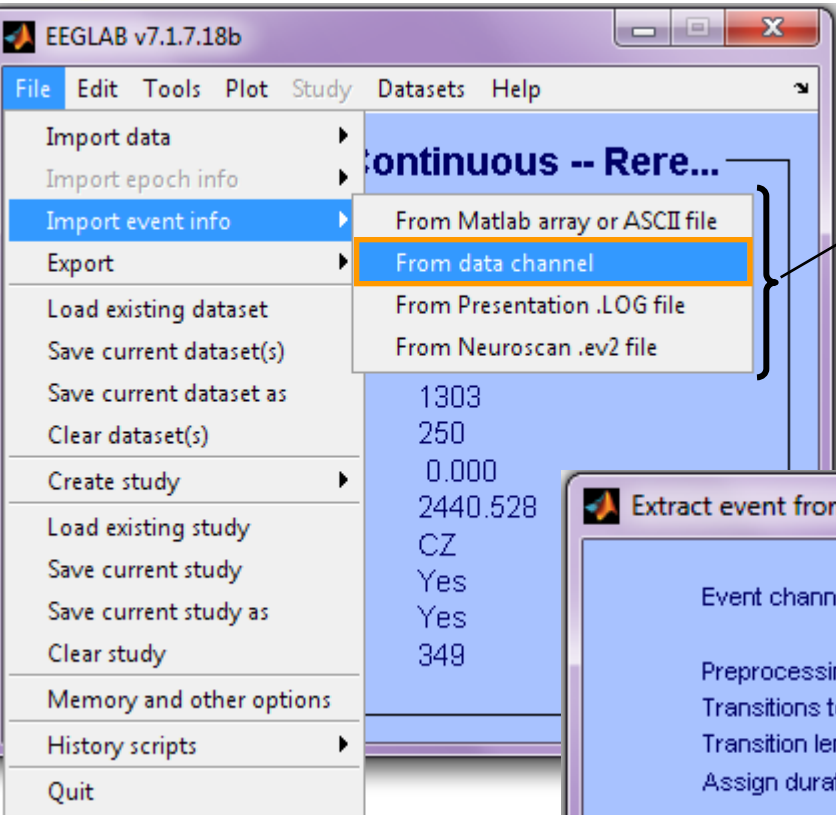 EEGLAB v7.1.7.18b
File Edit Tools Plot Study Datasets Help
Import data
Import epoch info
Import event info
Export
Load existing dataset
Save current dataset(s)
Save current dataset as
Clear dataset(s)
Create study
Load existing study
Save current study
Save current study as
Clear study
Memory and other options
History scripts
Quit
Continuous -- Rere...
From Matlab array or ASCII file
From data channel
From Presentation .LOG file
From Neuroscan .ev2 file
1303
250
0.000
2440.528
CZ
Yes
Yes
349
Extract event fro
Event chann
Preprocessi
Transitions t
Transition le
Assign dura